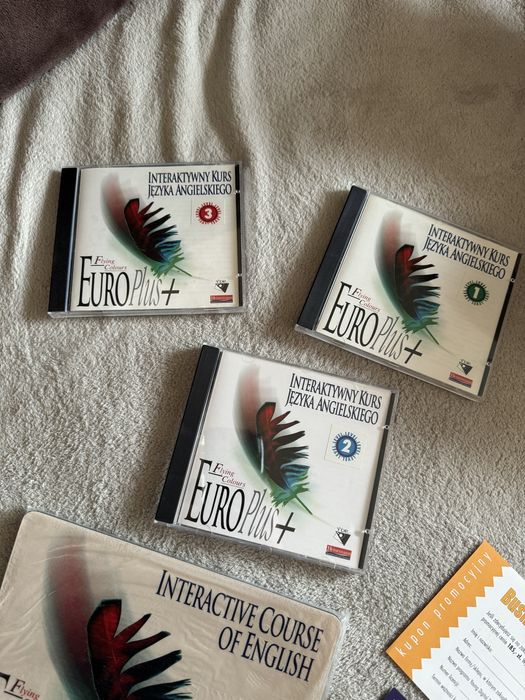 INTERAKTYWNY KURS
JĘZYKA ANGIELSKIEGO
3
Flying
Colours
EURO Plus+
INTERAKTYWNY KURS
JĘZYKA ANGIELSKIEGO
1
Flying
Colours
EURO Plus+
INTERAKTYWNY KURS
JĘZYKA ANGIELSKIEGO
2
Flying
Colours
EURO Plus+
Heinemann
INTERACTIVE COURSE
OF ENGLISH
Flying
kupon promocyjny